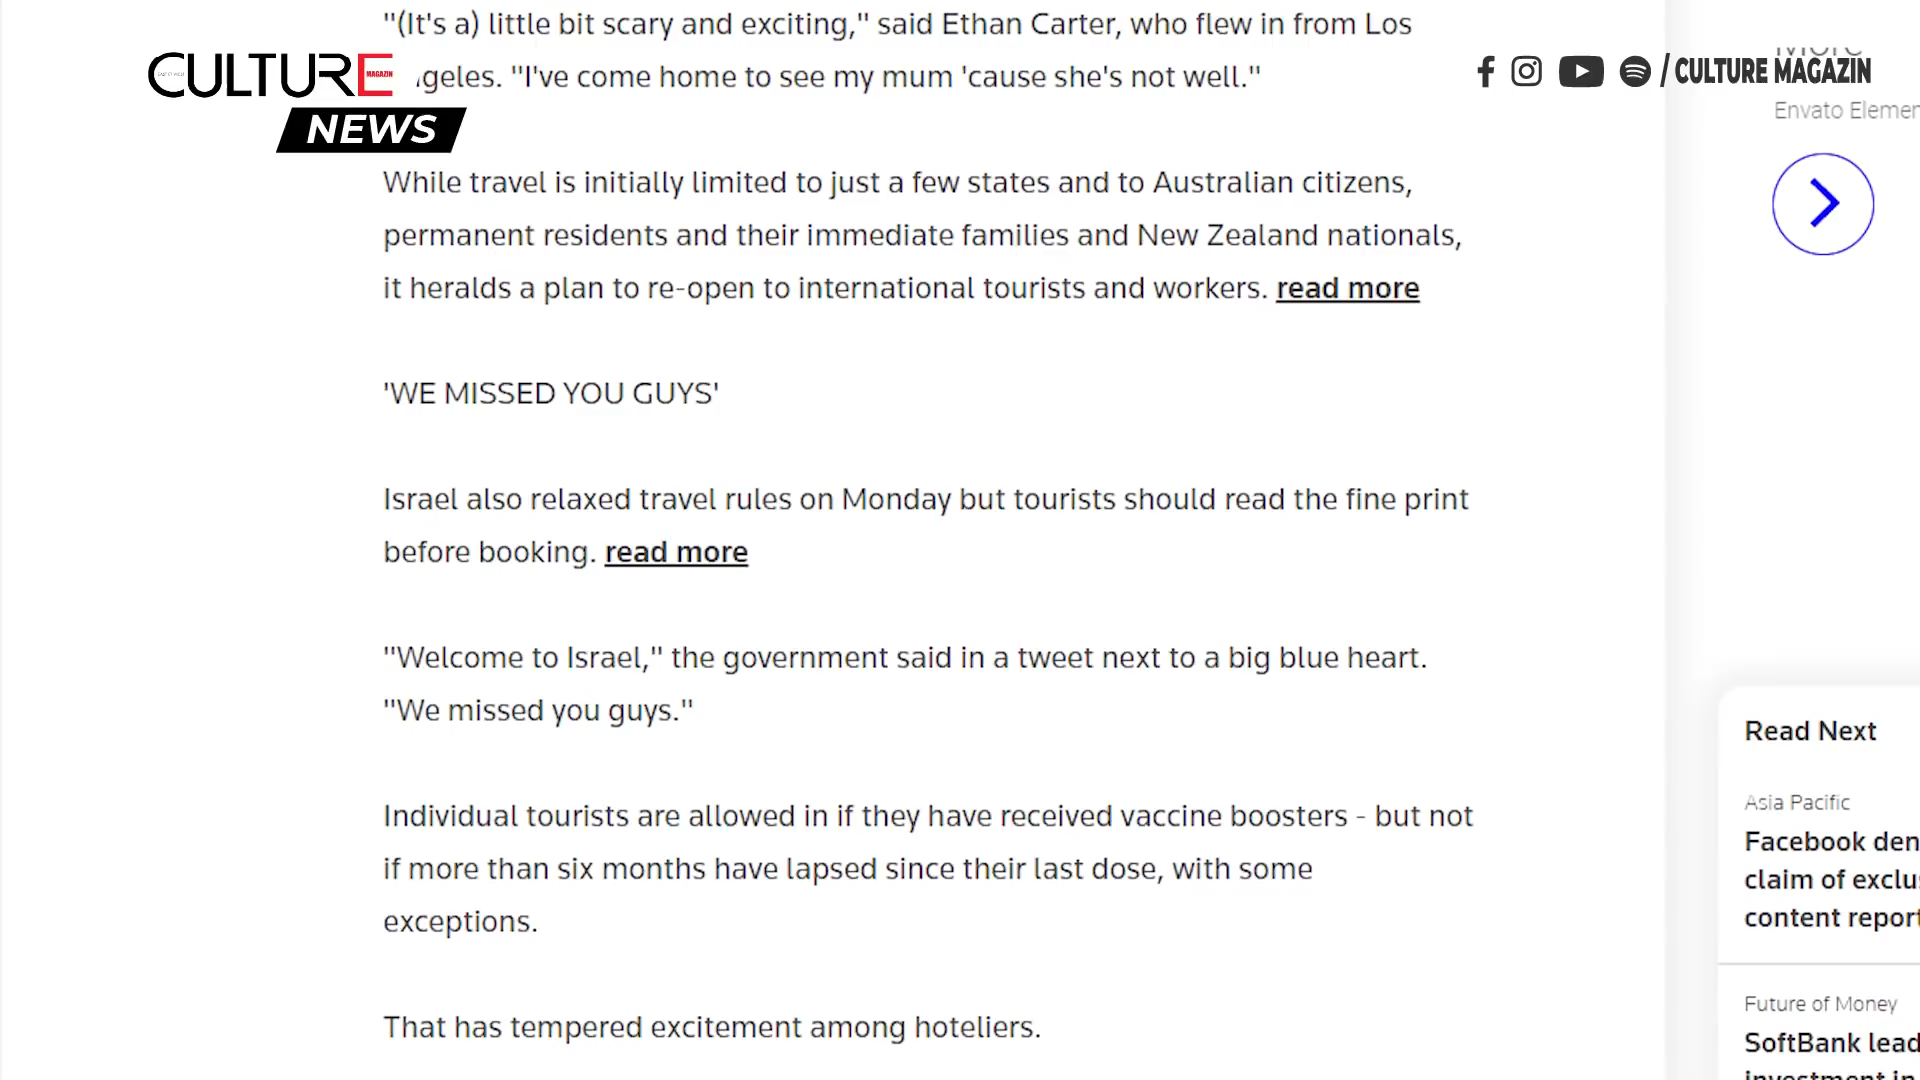 "(It's a) little bit scary and exciting," said Ethan Carter, who flew in from Los
geles. "I've come home to see my mum 'cause she's not well."
CULTURE
MAGAZIN
NEWS
/ CULTURE MAGAZIN
Envato Elemen
While travel is initially limited to just a few states and to Australian citizens,
permanent residents and their immediate families and New Zealand nationals,
it heralds a plan to re-open to international tourists and workers. read more
'WE MISSED YOU GUYS'
Israel also relaxed travel rules on Monday but tourists should read the fine print
before booking. read more
"Welcome to Israel," the government said in a tweet next to a big blue heart.
"We missed you guys."
Individual tourists are allowed in if they have received vaccine boosters - but not
if more than six months have lapsed since their last dose, with some
exceptions.
That has tempered excitement among hoteliers.
Read Next
Asia Pacific
Facebook den
claim of exclus
content report
Future of Money
SoftBank lead